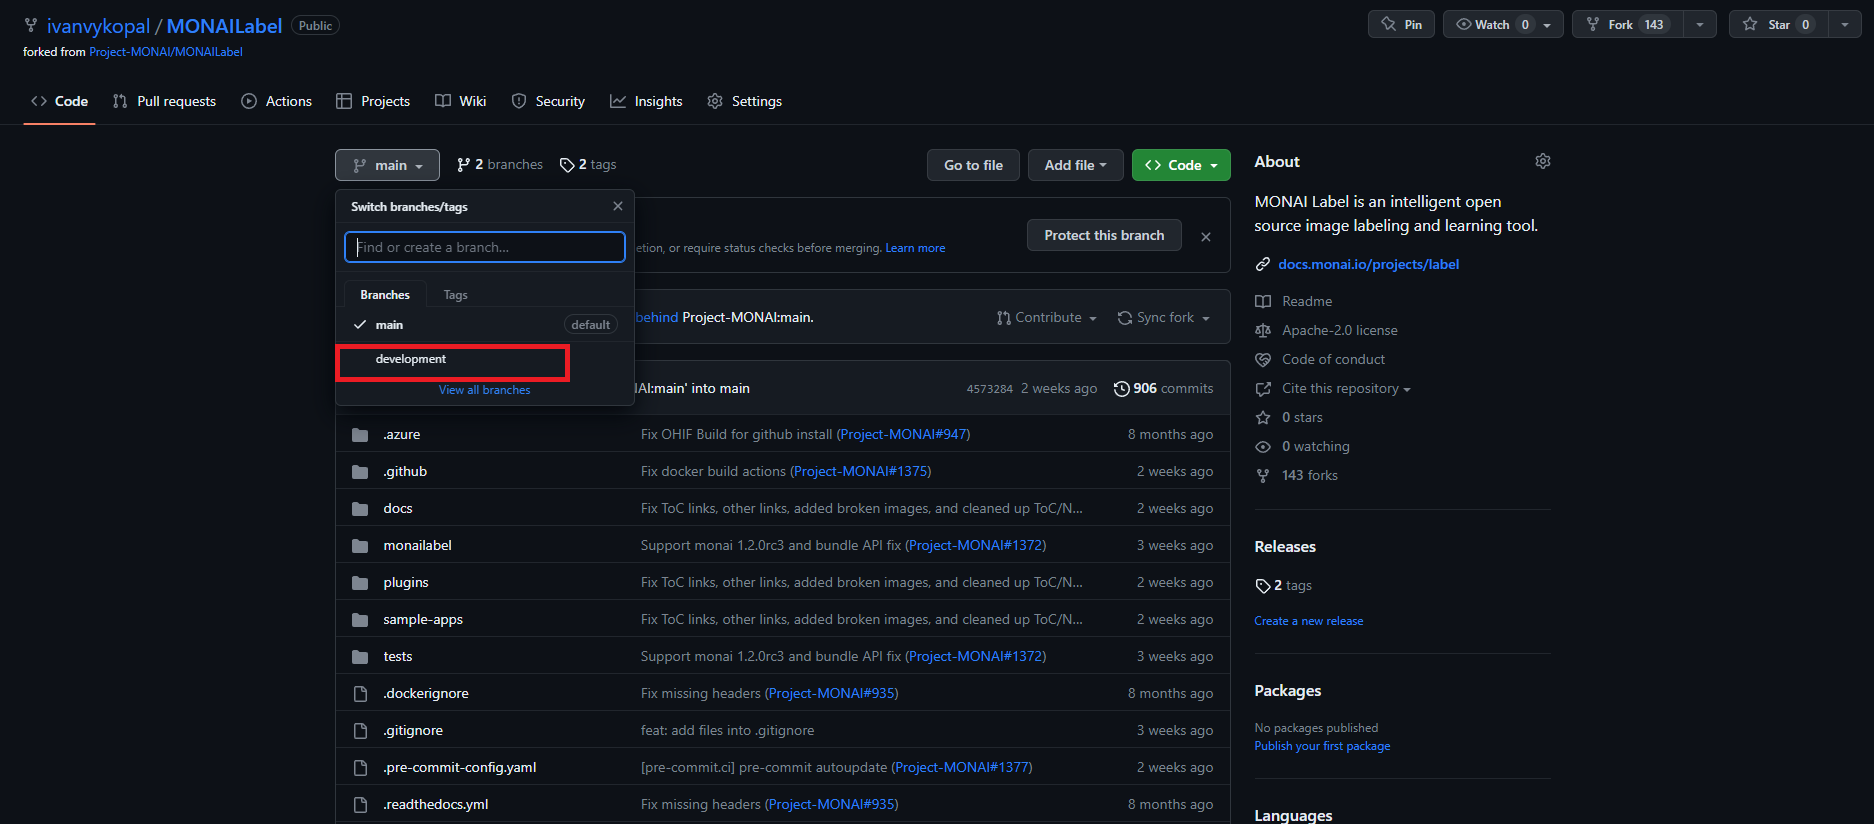 ivanvykopal / MONAILabel Public
Pin Watch 0 Fork 143 Star 0
forked from Project-MONAI/MONAILabel
Code Pull requests Actions Projects Wiki Security Insights Settings
main 2 branches 2 tags Go to file Add file Code
Switch branches/tags
Find or create a branch...
Branches Tags
main default
development
View all branches
etion, or require status checks before merging. Learn more Protect this branch
behind Project-MONAI:main. Contribute Sync fork
AI:main' into main 4573284 2 weeks ago 906 commits
.azure Fix OHIF Build for github install (Project-MONAI#947) 8 months ago
.github Fix docker build actions (Project-MONAI#1375) 2 weeks ago
docs Fix ToC links, other links, added broken images, and cleaned up ToC/N... 2 weeks ago
monailabel Support monai 1.2.0rc3 and bundle API fix (Project-MONAI#1372) 3 weeks ago
plugins Fix ToC links, other links, added broken images, and cleaned up ToC/N... 2 weeks ago
sample-apps Fix ToC links, other links, added broken images, and cleaned up ToC/N... 2 weeks ago
tests Support monai 1.2.0rc3 and bundle API fix (Project-MONAI#1372) 3 weeks ago
.dockerignore Fix missing headers (Project-MONAI#935) 8 months ago
.gitignore feat: add files into .gitignore 3 weeks ago
.pre-commit-config.yaml [pre-commit.ci] pre-commit autoupdate (Project-MONAI#1377) 2 weeks ago
.readthedocs.yml Fix missing headers (Project-MONAI#935) 8 months ago
About
MONAI Label is an intelligent open
source image labeling and learning tool.
docs.monai.io/projects/label
Readme
Apache-2.0 license
Code of conduct
Cite this repository
0 stars
0 watching
143 forks
Releases
2 tags
Create a new release
Packages
No packages published
Publish your first package
Languages